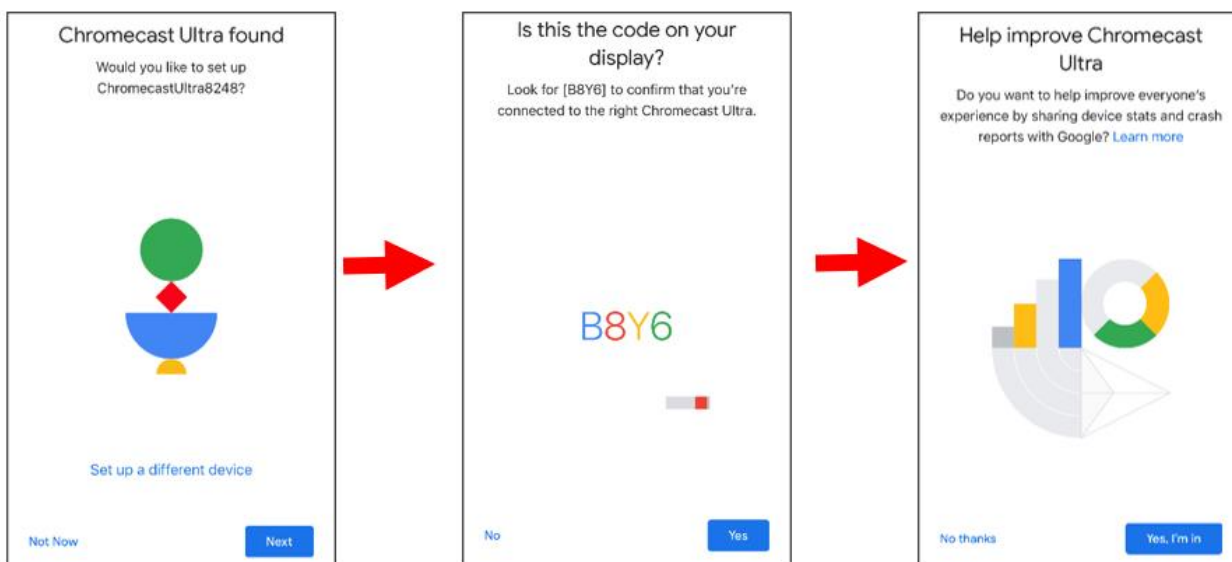 Chromecast Ultra found
Would you like to set up
ChromecastUltra8248?
Set up a different device
Not Now
Next
Is this the code on your
display?
Look for [B8Y6] to confirm that you're
connected to the right Chromecast Ultra.
B8Y6
No
Yes
Help improve Chromecast
Ultra
Do you want to help improve everyone's
experience by sharing device stats and crash
reports with Google? Learn more
No thanks
Yes, I'm in